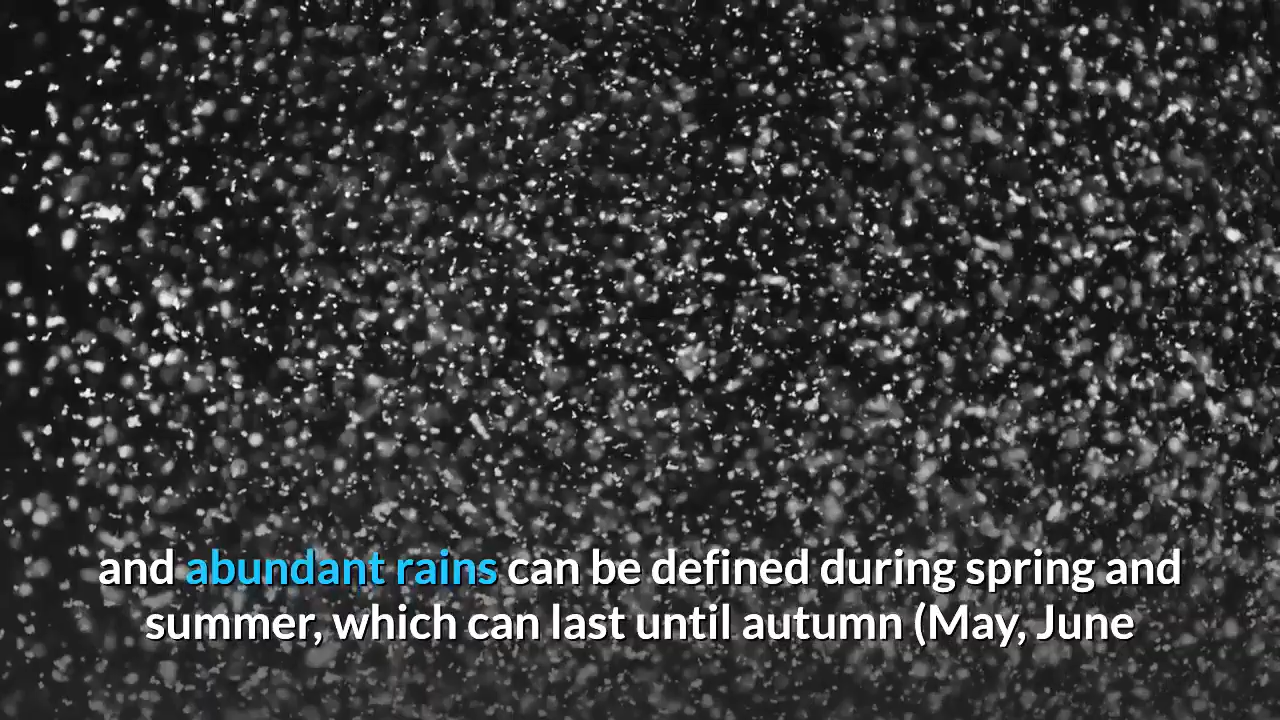 and abundant rains can be defined during spring and
summer, which can last until autumn (May, June